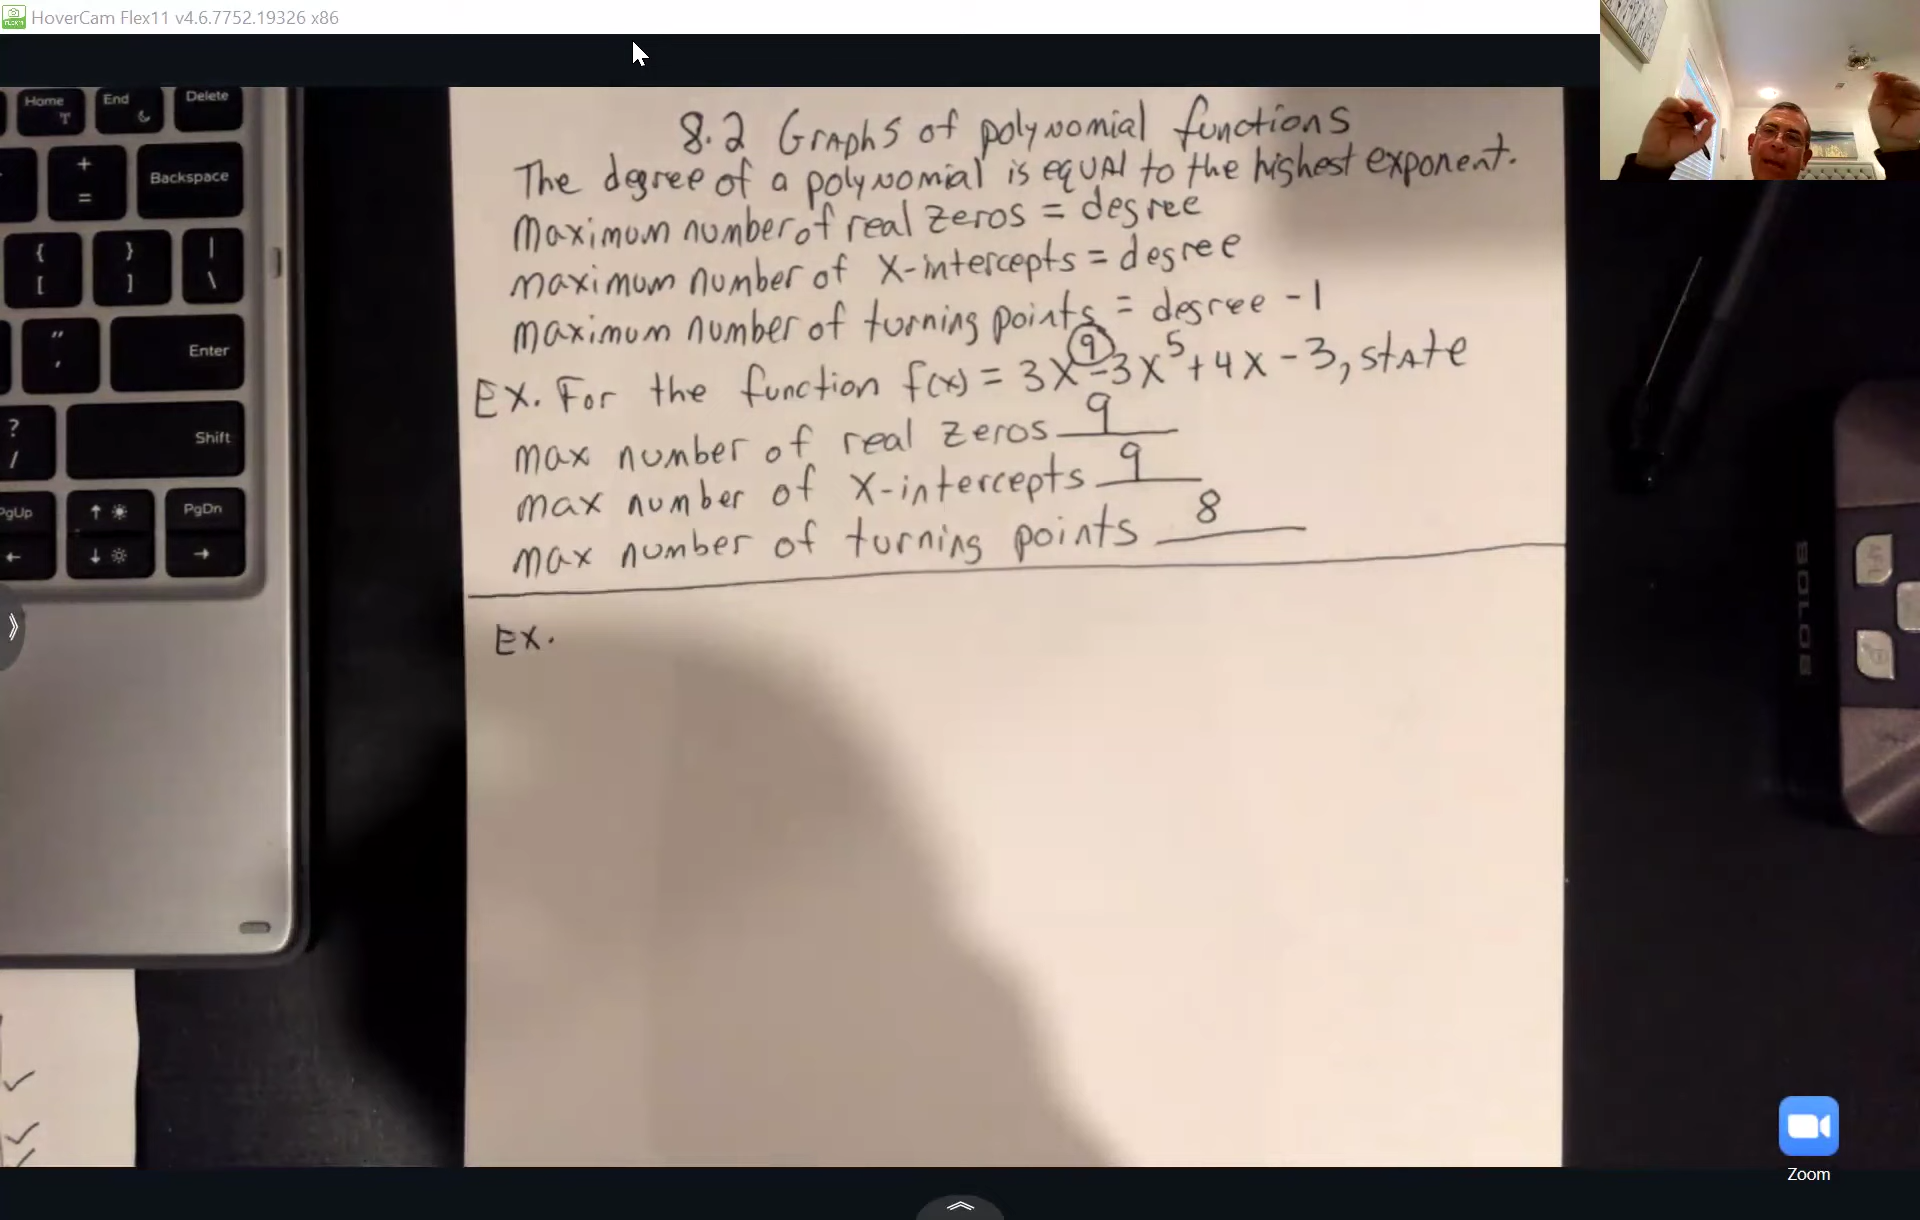 HoverCam Flex11 v4.6.7752.19326 x86
8.2 Graphs of polynomial functions
The degree of a polynomial is equal to the highest exponent.
Maximum number of real zeros = degree
maximum number of x-intercepts = degree
maximum number of turning points = degree -1
Ex. For the function f(x) = 3x⁹-3x⁵+4x-3, state
max number of real zeros 9
max number of x-intercepts 9
max number of turning points 8
Ex.
Home
End
Delete
+
=
Backspace
{
[
}
]
|
\
"
'
Enter
?
/
Shift
PgUp
PgDn
BOLOS
Zoom